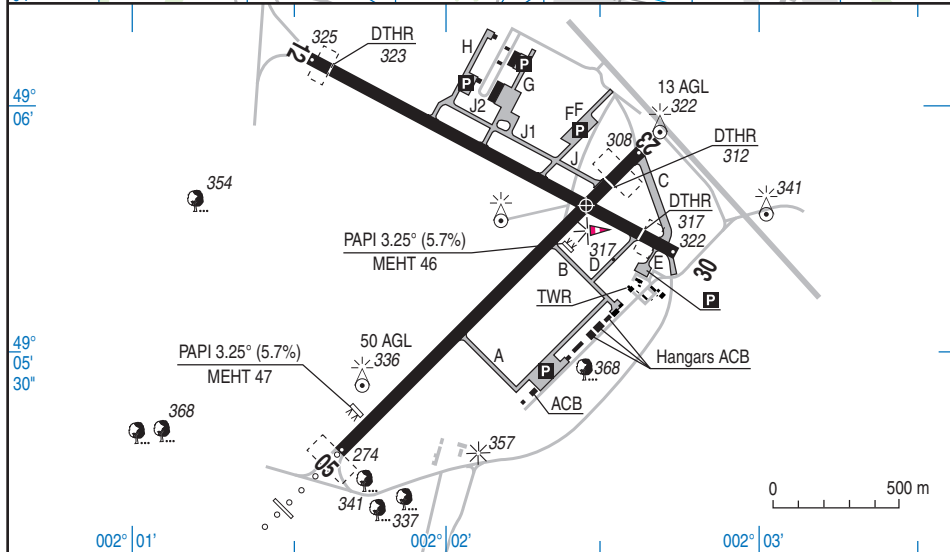 12
325
DTHR
323
H
P
P
G
J2
J1
F
F
P
J
13 AGL
322
308
23
DTHR
312
C
49°
06'
354
341
DTHR
317
322
PAPI 3.25° (5.7%)
MEHT 46
317
B
D
E
30
TWR
P
PAPI 3.25° (5.7%)
MEHT 47
50 AGL
336
A
Hangars ACB
368
P
ACB
49°
05'
30"
368
274
05
357
341
337
0 500 m
002° 01' 002° 02' 002° 03'